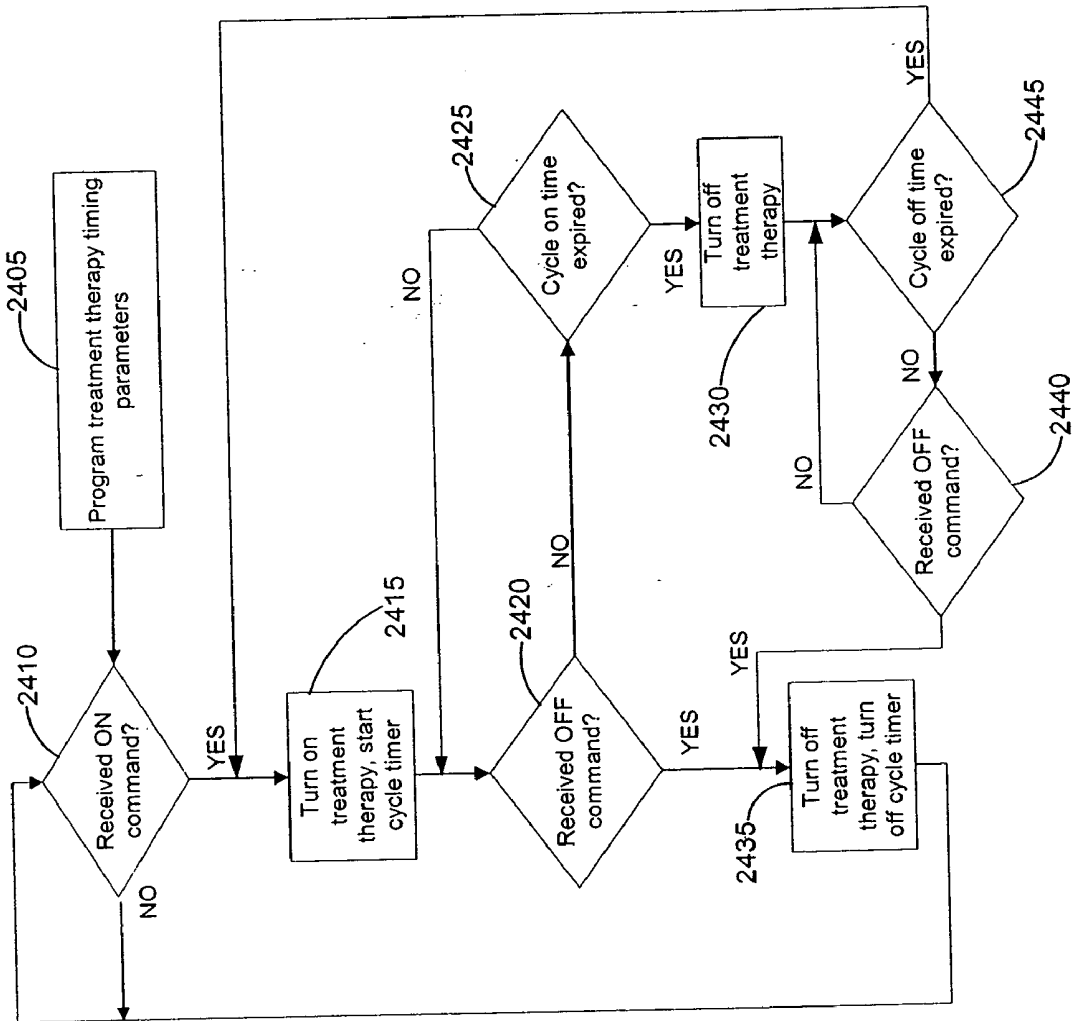 2405
Program treatment therapy timing
parameters
2410
Received ON
command?
NO
YES
2415
Turn on
treatment
therapy, start
cycle timer
2420
Received OFF
command?
NO
YES
2425
Cycle on time
expired?
NO
YES
2430
Turn off
treatment
therapy
2435
Turn off
treatment
therapy, turn
off cycle timer
2440
Received OFF
command?
NO
YES
2445
Cycle off time
expired?
NO
YES